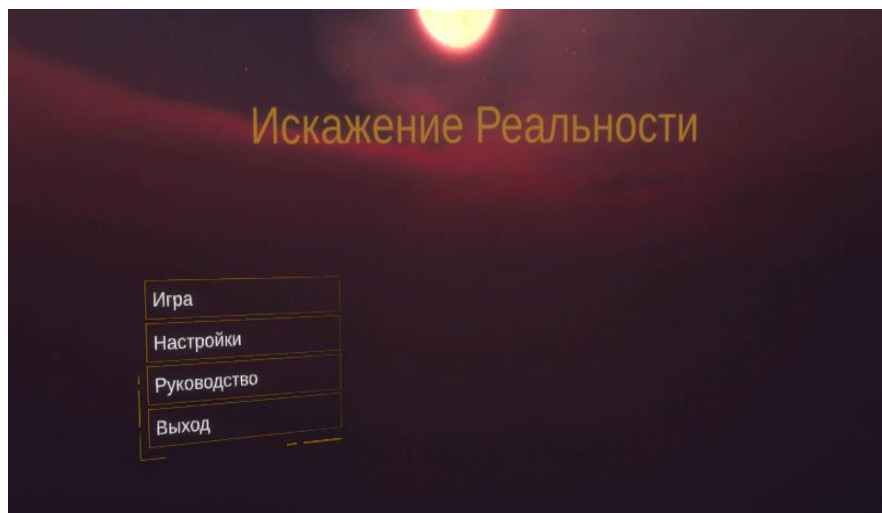 Искажение Реальности
Игра
Настройки
Руководство
Выход